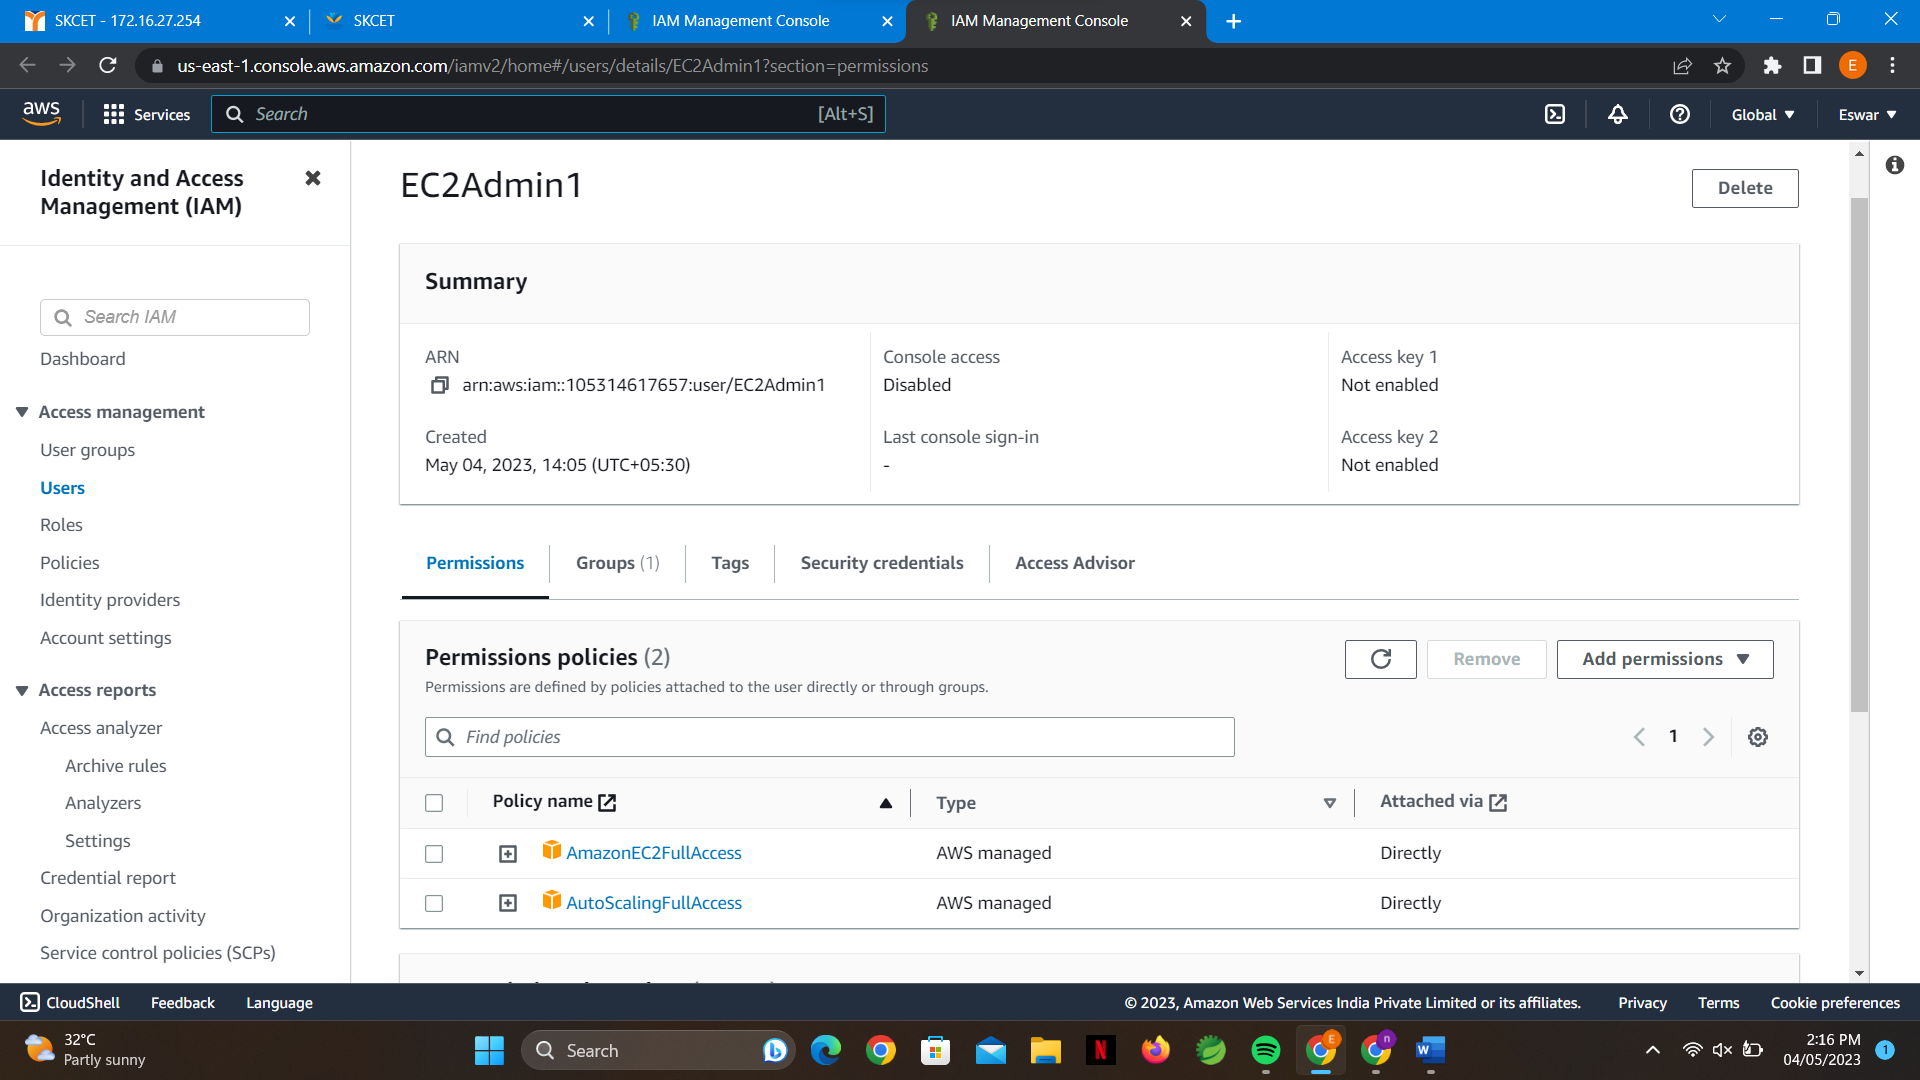 SKCET - 172.16.27.254
SKCET
IAM Management Console
IAM Management Console
us-east-1.console.aws.amazon.com/iamv2/home#/users/details/EC2Admin1?section=permissions
E
aws
Services
Search
[Alt+S]
Global
Eswar
Identity and Access
Management (IAM)
Search IAM
Dashboard
Access management
User groups
Users
Roles
Policies
Identity providers
Account settings
Access reports
Access analyzer
Archive rules
Analyzers
Settings
Credential report
Organization activity
Service control policies (SCPs)
EC2Admin1
Delete
Summary
ARN
arn:aws:iam::105314617657:user/EC2Admin1
Console access
Disabled
Access key 1
Not enabled
Created
May 04, 2023, 14:05 (UTC+05:30)
Last console sign-in
-
Access key 2
Not enabled
Permissions
Groups (1)
Tags
Security credentials
Access Advisor
Permissions policies (2)
Permissions are defined by policies attached to the user directly or through groups.
Remove
Add permissions
Find policies
1
Policy name
Type
Attached via
AmazonEC2FullAccess
AWS managed
Directly
AutoScalingFullAccess
AWS managed
Directly
CloudShell
Feedback
Language
© 2023, Amazon Web Services India Private Limited or its affiliates.
Privacy
Terms
Cookie preferences
32°C
Partly sunny
Search
N
E
n
W
2:16 PM
04/05/2023
1